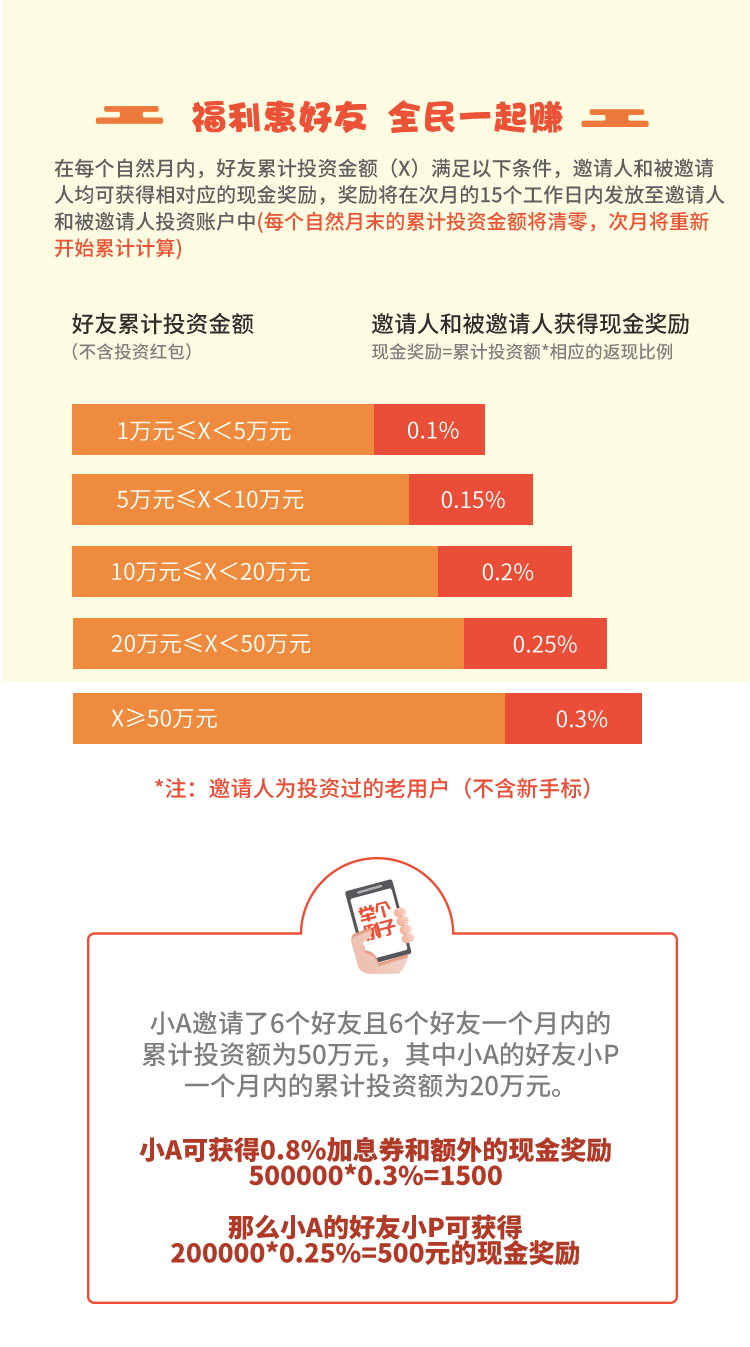 福利惠好友 全民一起赚
在每个自然月内，好友累计投资金额（X）满足以下条件，邀请人和被邀请
人均可获得相对应的现金奖励，奖励将在次月的15个工作日内发放至邀请人
和被邀请人投资账户中(每个自然月末的累计投资金额将清零，次月将重新
开始累计计算)
好友累计投资金额
（不含投资红包）
邀请人和被邀请人获得现金奖励
现金奖励=累计投资额*相应的返现比例
1万元≤X＜5万元 0.1%
5万元≤X＜10万元 0.15%
10万元≤X＜20万元 0.2%
20万元≤X＜50万元 0.25%
X≥50万元 0.3%
*注：邀请人为投资过的老用户（不含新手标）
举个
例子
小A邀请了6个好友且6个好友一个月内的
累计投资额为50万元，其中小A的好友小P
一个月内的累计投资额为20万元。
小A可获得0.8%加息券和额外的现金奖励
500000*0.3%=1500
那么小A的好友小P可获得
200000*0.25%=500元的现金奖励